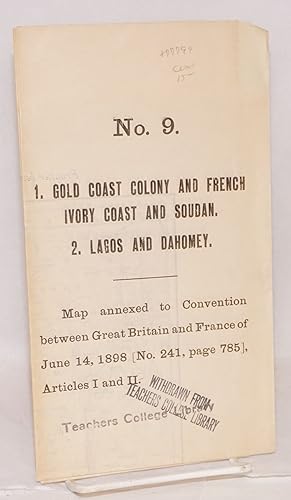 No. 9.
1. GOLD COAST COLONY AND FRENCH
IVORY COAST AND SOUDAN.
2. LAGOS AND DAHOMEY.
Map annexed to Convention
between Great Britain and France of
June 14, 1898 [No. 241, page 785],
Articles I and II.
WITHDRAWN FROM
TEACHERS COLLEGE LIBRARY
Teachers College